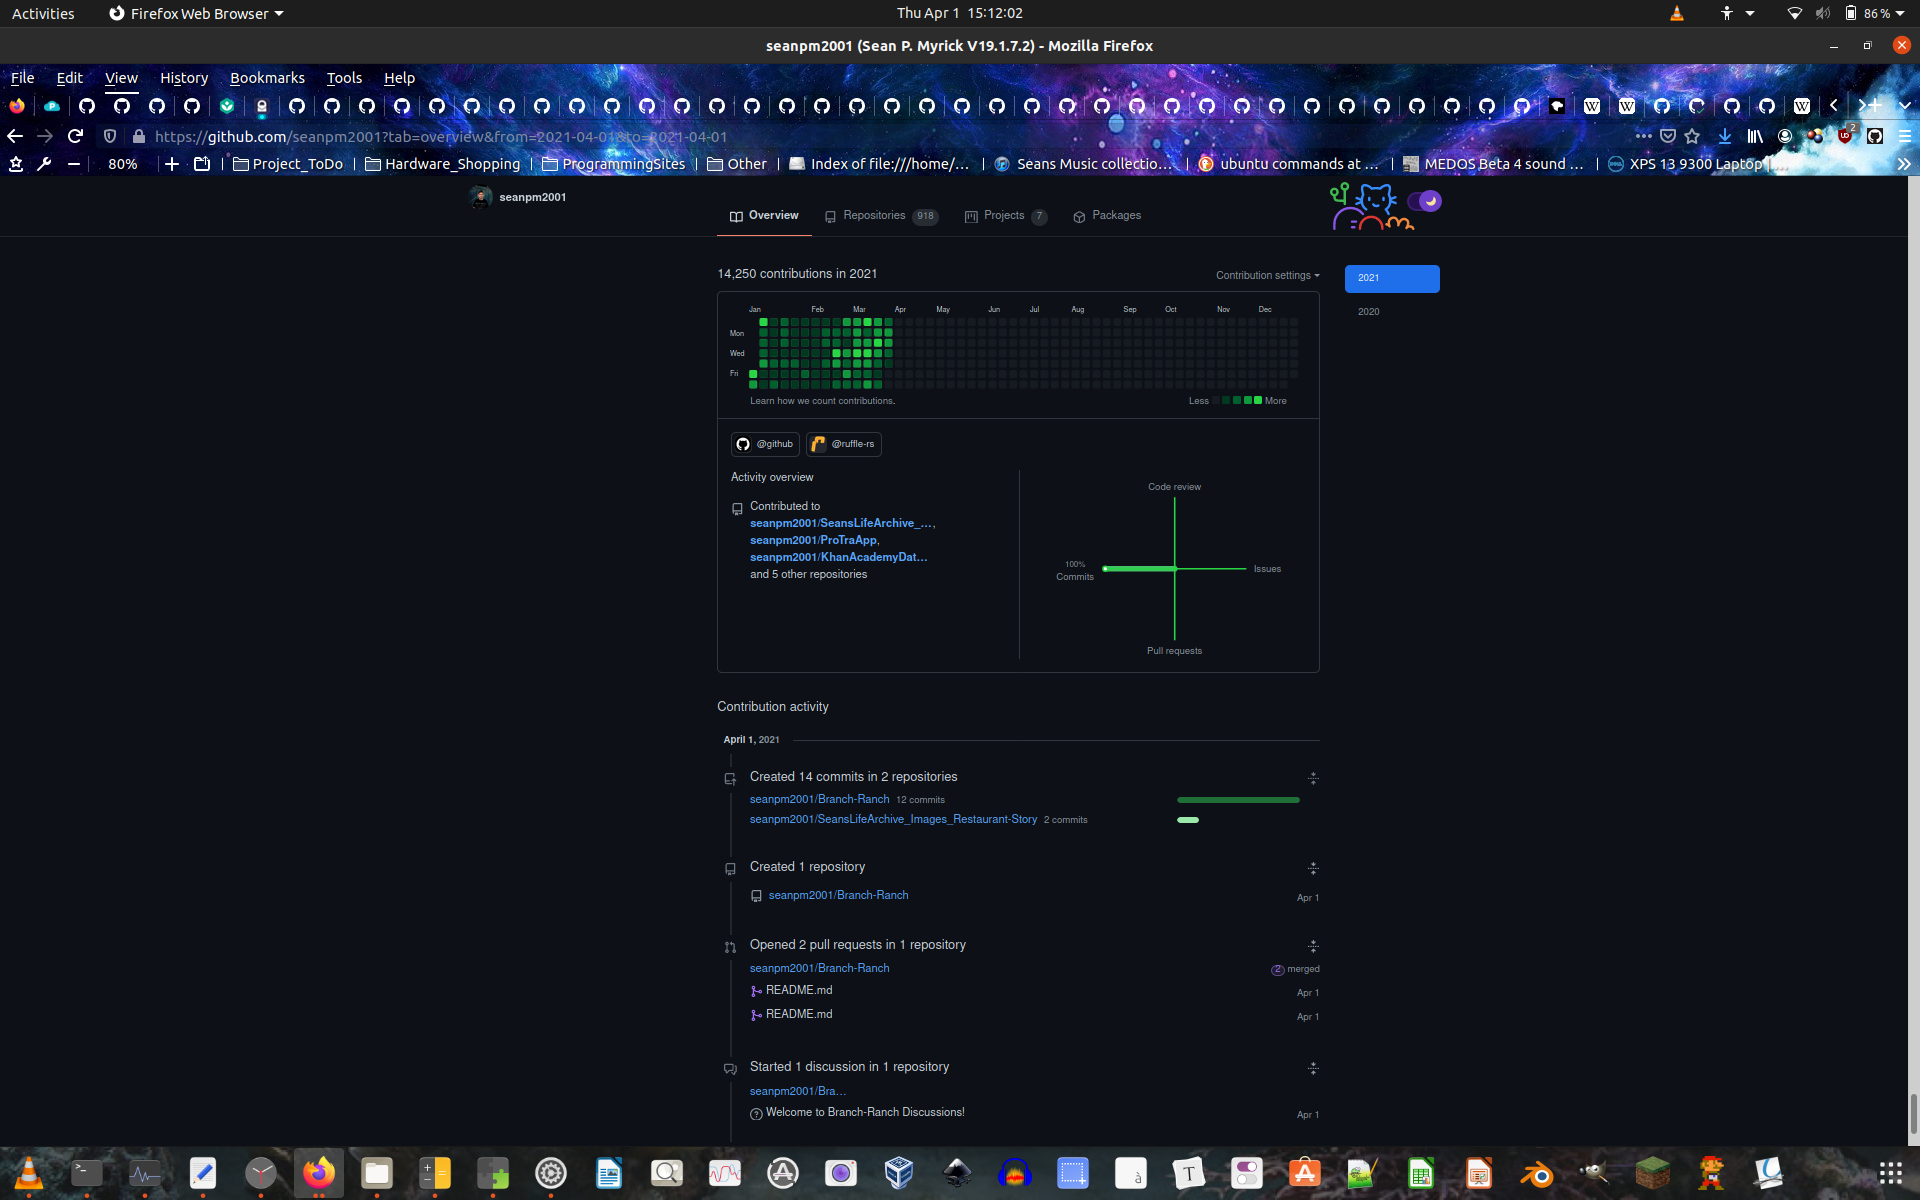 Activities Firefox Web Browser Thu Apr 1 15:12:02 86 %
seanpm2001 (Sean P. Myrick V19.1.7.2) - Mozilla Firefox
File Edit View History Bookmarks Tools Help
https://github.com/seanpm2001?tab=overview&from=2021-04-01&to=2021-04-01 2
80% Project_ToDo Hardware_Shopping ProgrammingSites Other Index of file:///home/… Seans Music collectio… ubuntu commands at … MEDOS Beta 4 sound … XPS 13 9300 Laptop
seanpm2001
Overview Repositories 918 Projects 7 Packages
14,250 contributions in 2021 Contribution settings
2021
2020
Jan Feb Mar Apr May Jun Jul Aug Sep Oct Nov Dec
Mon
Wed
Fri
Learn how we count contributions. Less More
@github @ruffle-rs
Activity overview
Contributed to
seanpm2001/SeansLifeArchive_…,
seanpm2001/ProTraApp,
seanpm2001/KhanAcademyDat…
and 5 other repositories
Code review
100%
Commits
Issues
Pull requests
Contribution activity
April 1, 2021
Created 14 commits in 2 repositories
seanpm2001/Branch-Ranch 12 commits
seanpm2001/SeansLifeArchive_Images_Restaurant-Story 2 commits
Created 1 repository
seanpm2001/Branch-Ranch Apr 1
Opened 2 pull requests in 1 repository
seanpm2001/Branch-Ranch 2 merged
README.md Apr 1
README.md Apr 1
Started 1 discussion in 1 repository
seanpm2001/Bra…
Welcome to Branch-Ranch Discussions! Apr 1